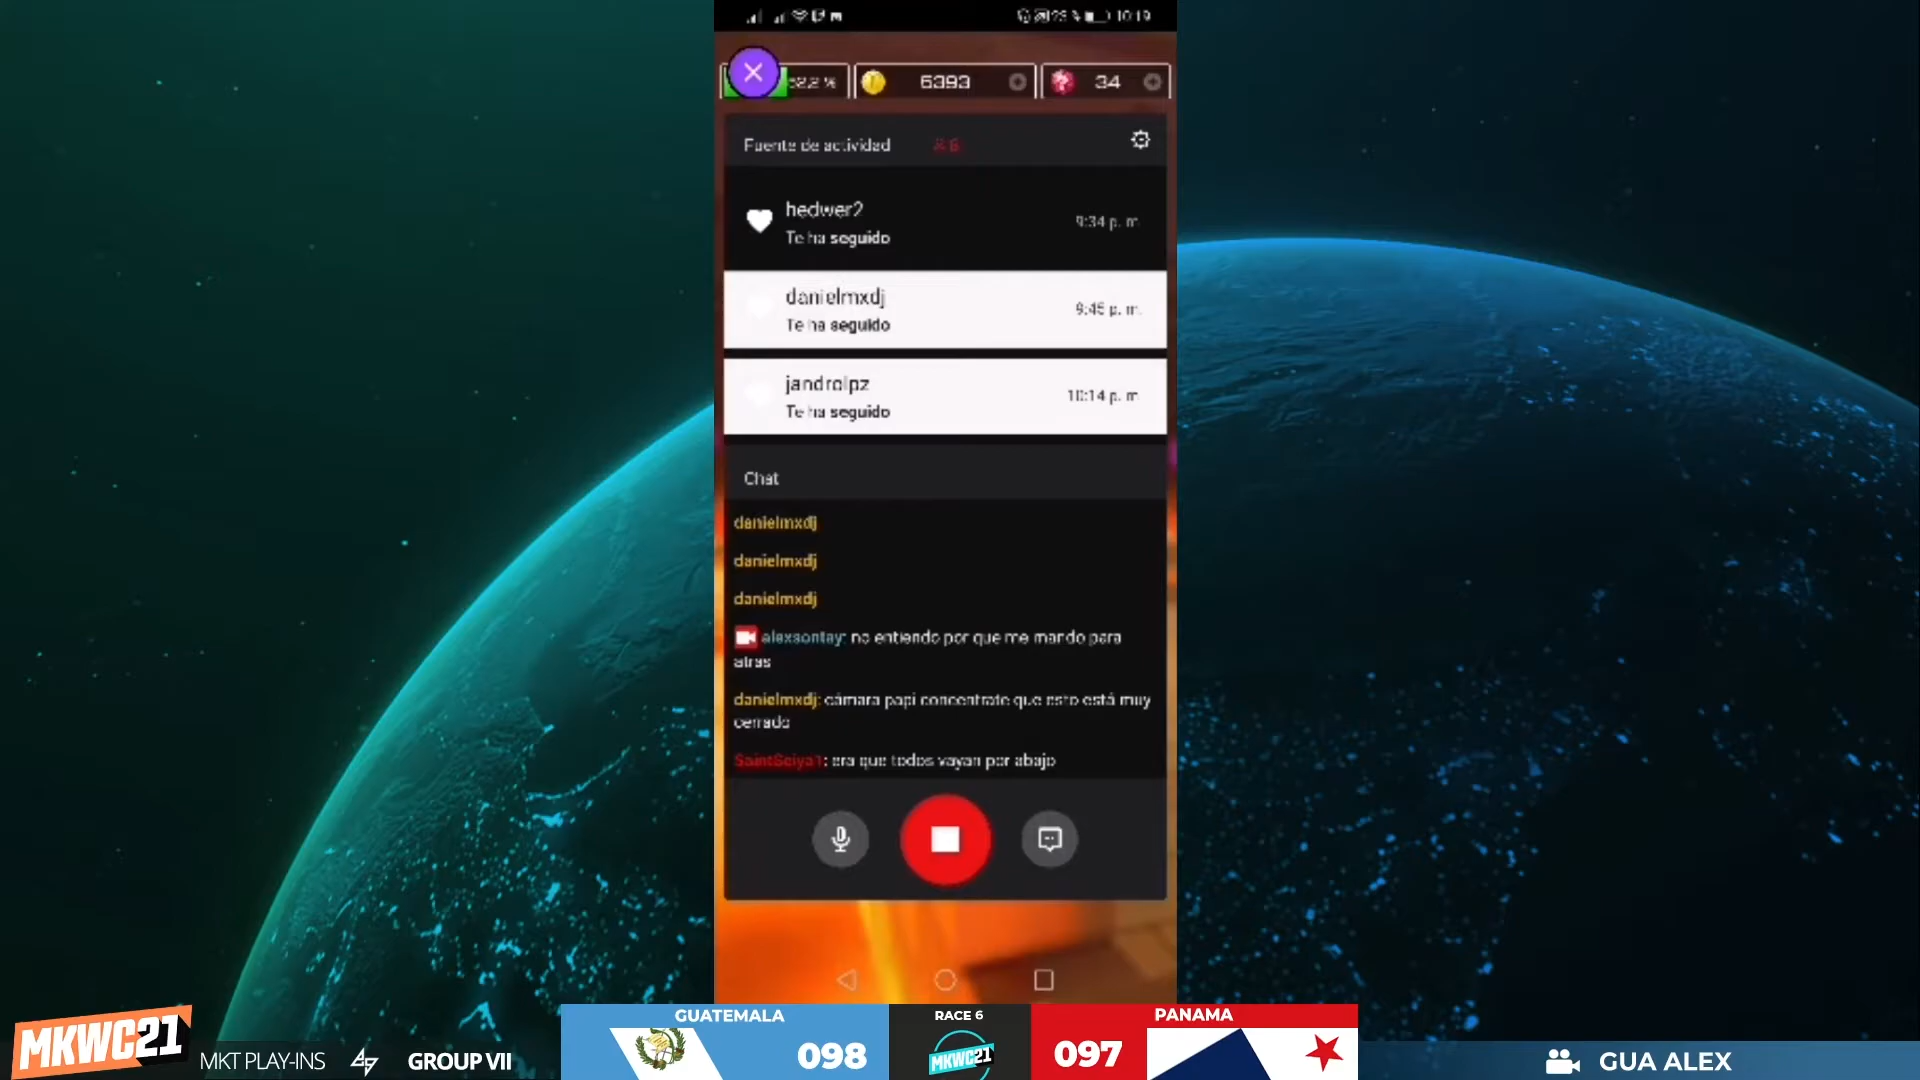 10:19
6393
34
Fuente de actividad
hedwer2
Te ha seguido
9:34 p. m.
danielmxdj
Te ha seguido
9:45 p. m.
jandrolpz
Te ha seguido
10:14 p. m.
Chat
danielmxdj
danielmxdj
danielmxdj
alexsontay: no entiendo por que me mando para
atras
danielmxdj: cámara papi concentrate que esto está muy
cerrado
SaintSeiya1: era que todos vayan por abajo
MKWC21
MKT PLAY-INS
GROUP VII
GUATEMALA
098
RACE 6
MKWC21
PANAMA
097
GUA ALEX